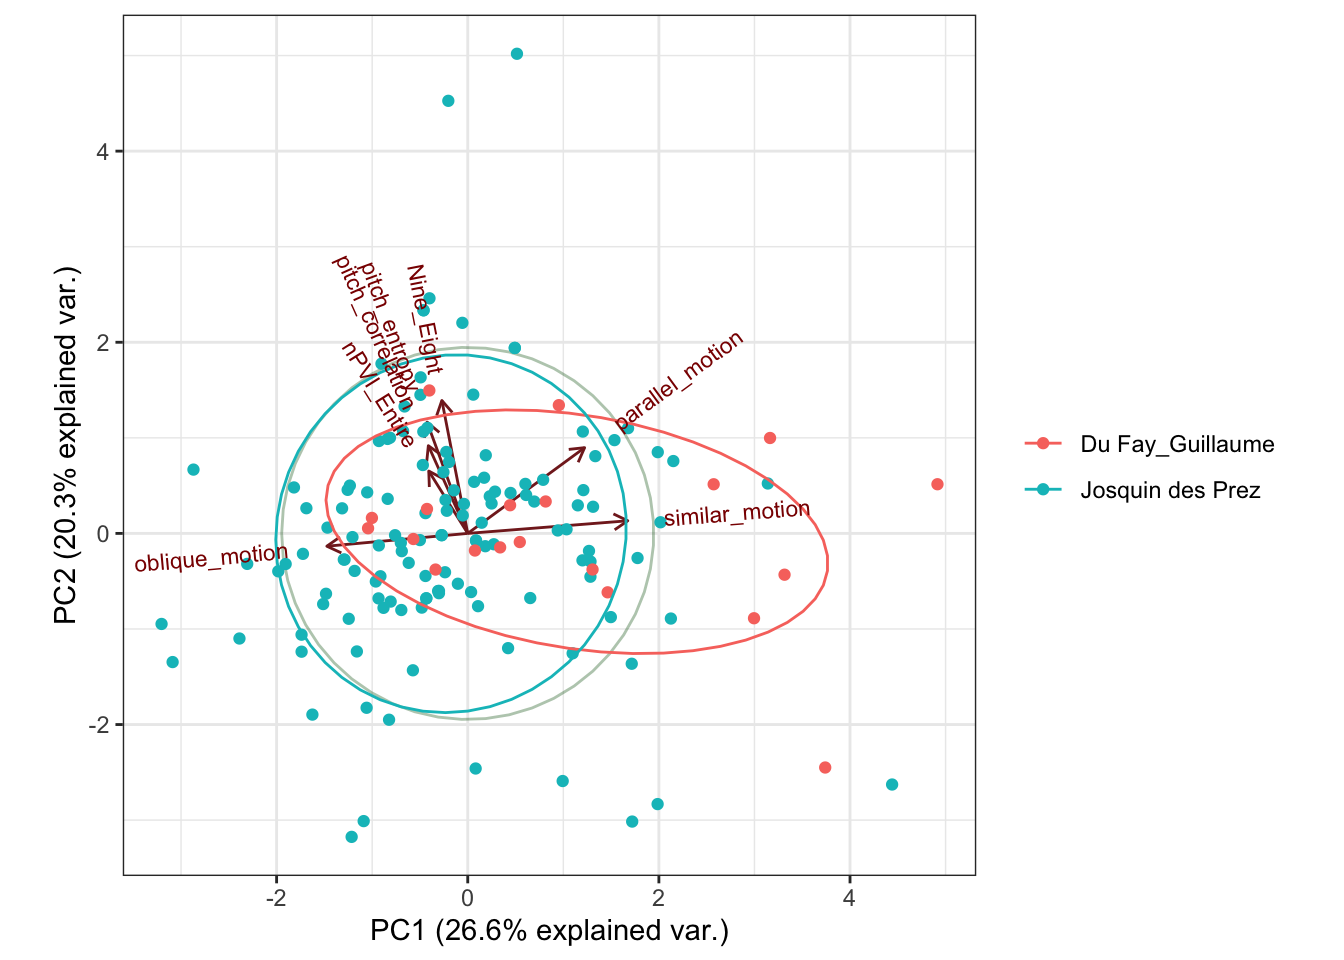 PC2 (20.3% explained var.)
4
2
0
-2
pitch_correlation
pitch_entropy
Nine_Eight
nPVI_Entire
parallel_motion
similar_motion
oblique_motion
-2
0
2
4
PC1 (26.6% explained var.)
Du Fay_Guillaume
Josquin des Prez